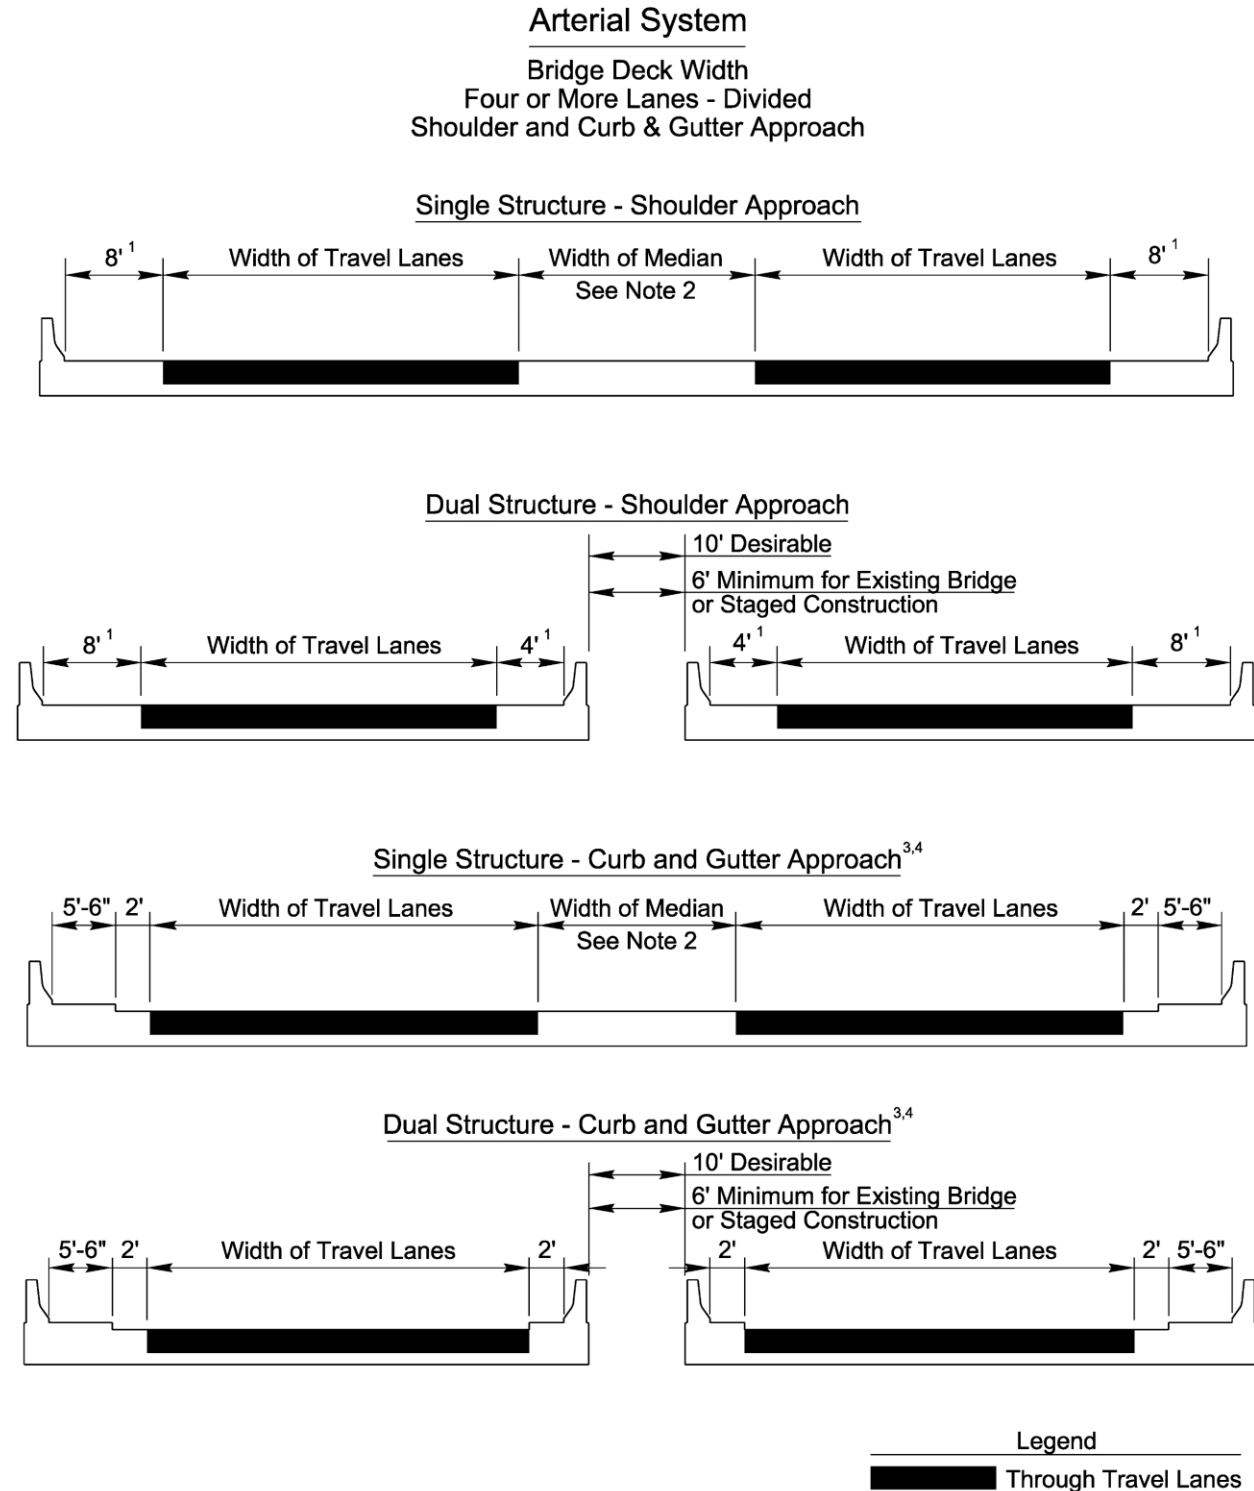 Arterial System
Bridge Deck Width
Four or More Lanes - Divided
Shoulder and Curb & Gutter Approach
Single Structure - Shoulder Approach
8' 1 Width of Travel Lanes Width of Median Width of Travel Lanes 8' 1
See Note 2
Dual Structure - Shoulder Approach
10' Desirable
6' Minimum for Existing Bridge
or Staged Construction
8' 1 Width of Travel Lanes 4' 1 4' 1 Width of Travel Lanes 8' 1
Single Structure - Curb and Gutter Approach 3,4
5'-6" 2' Width of Travel Lanes Width of Median Width of Travel Lanes 2' 5'-6"
See Note 2
Dual Structure - Curb and Gutter Approach 3,4
10' Desirable
6' Minimum for Existing Bridge
or Staged Construction
5'-6" 2' Width of Travel Lanes 2' 2' Width of Travel Lanes 2' 5'-6"
Legend
Through Travel Lanes